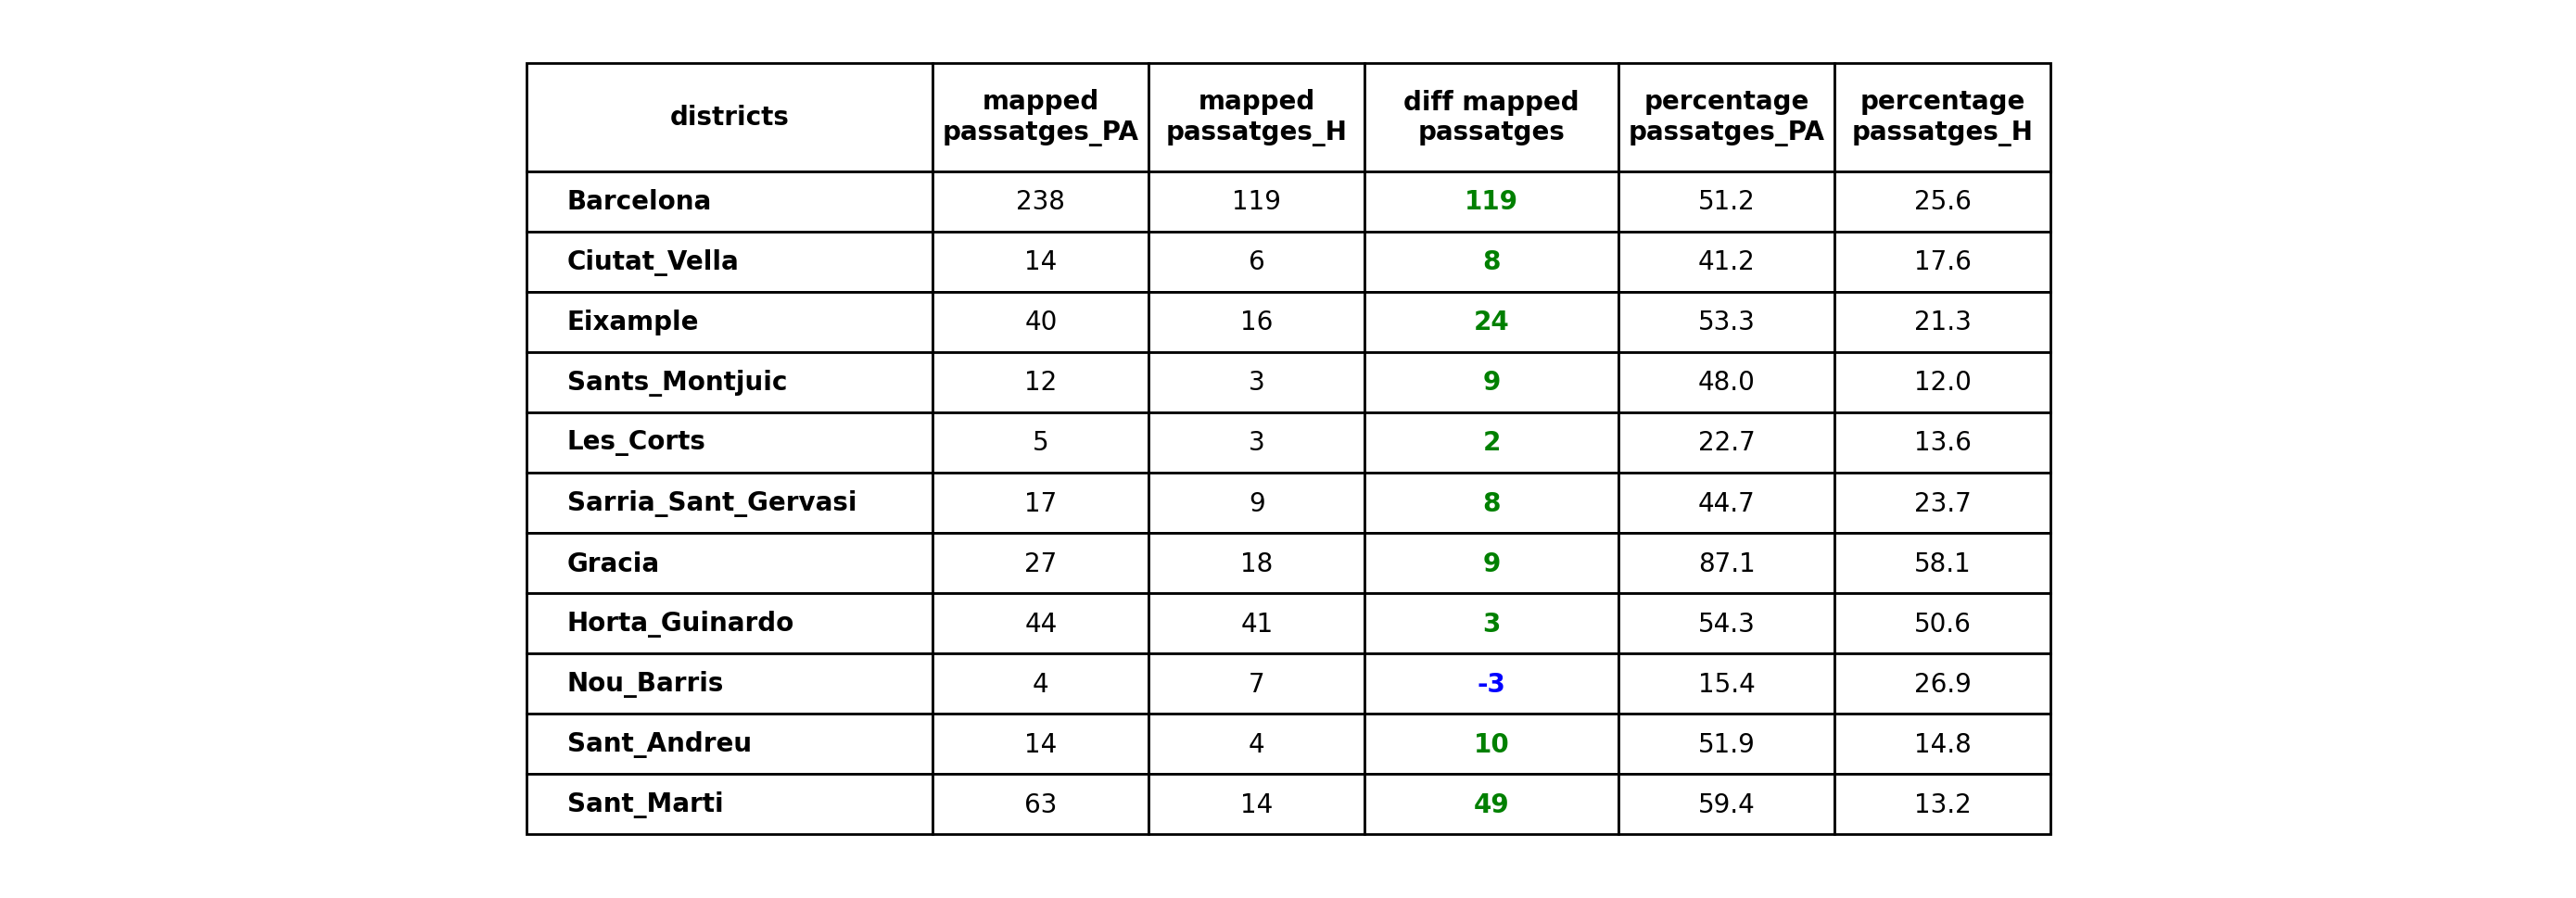 districts mapped passatges_PA mapped passatges_H diff mapped passatges percentage passatges_PA percentage passatges_H
Barcelona 238 119 119 51.2 25.6
Ciutat_Vella 14 6 8 41.2 17.6
Eixample 40 16 24 53.3 21.3
Sants_Montjuic 12 3 9 48.0 12.0
Les_Corts 5 3 2 22.7 13.6
Sarria_Sant_Gervasi 17 9 8 44.7 23.7
Gracia 27 18 9 87.1 58.1
Horta_Guinardo 44 41 3 54.3 50.6
Nou_Barris 4 7 -3 15.4 26.9
Sant_Andreu 14 4 10 51.9 14.8
Sant_Marti 63 14 49 59.4 13.2